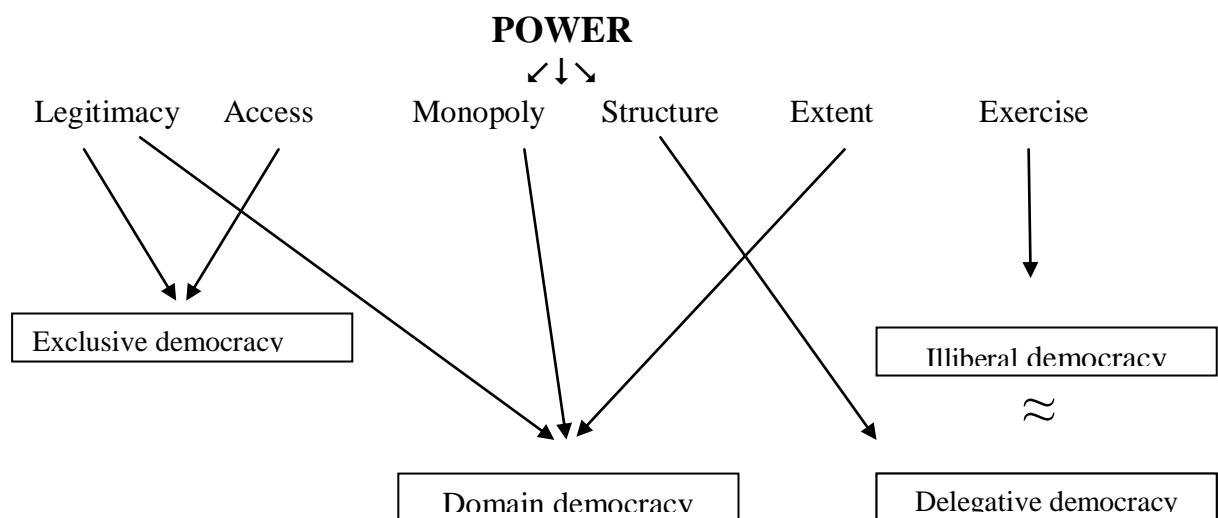 POWER
↙↓↘
Legitimacy Access Monopoly Structure Extent Exercise
Exclusive democracy
Illiberal democracy
≈
Domain democracy
Delegative democracy